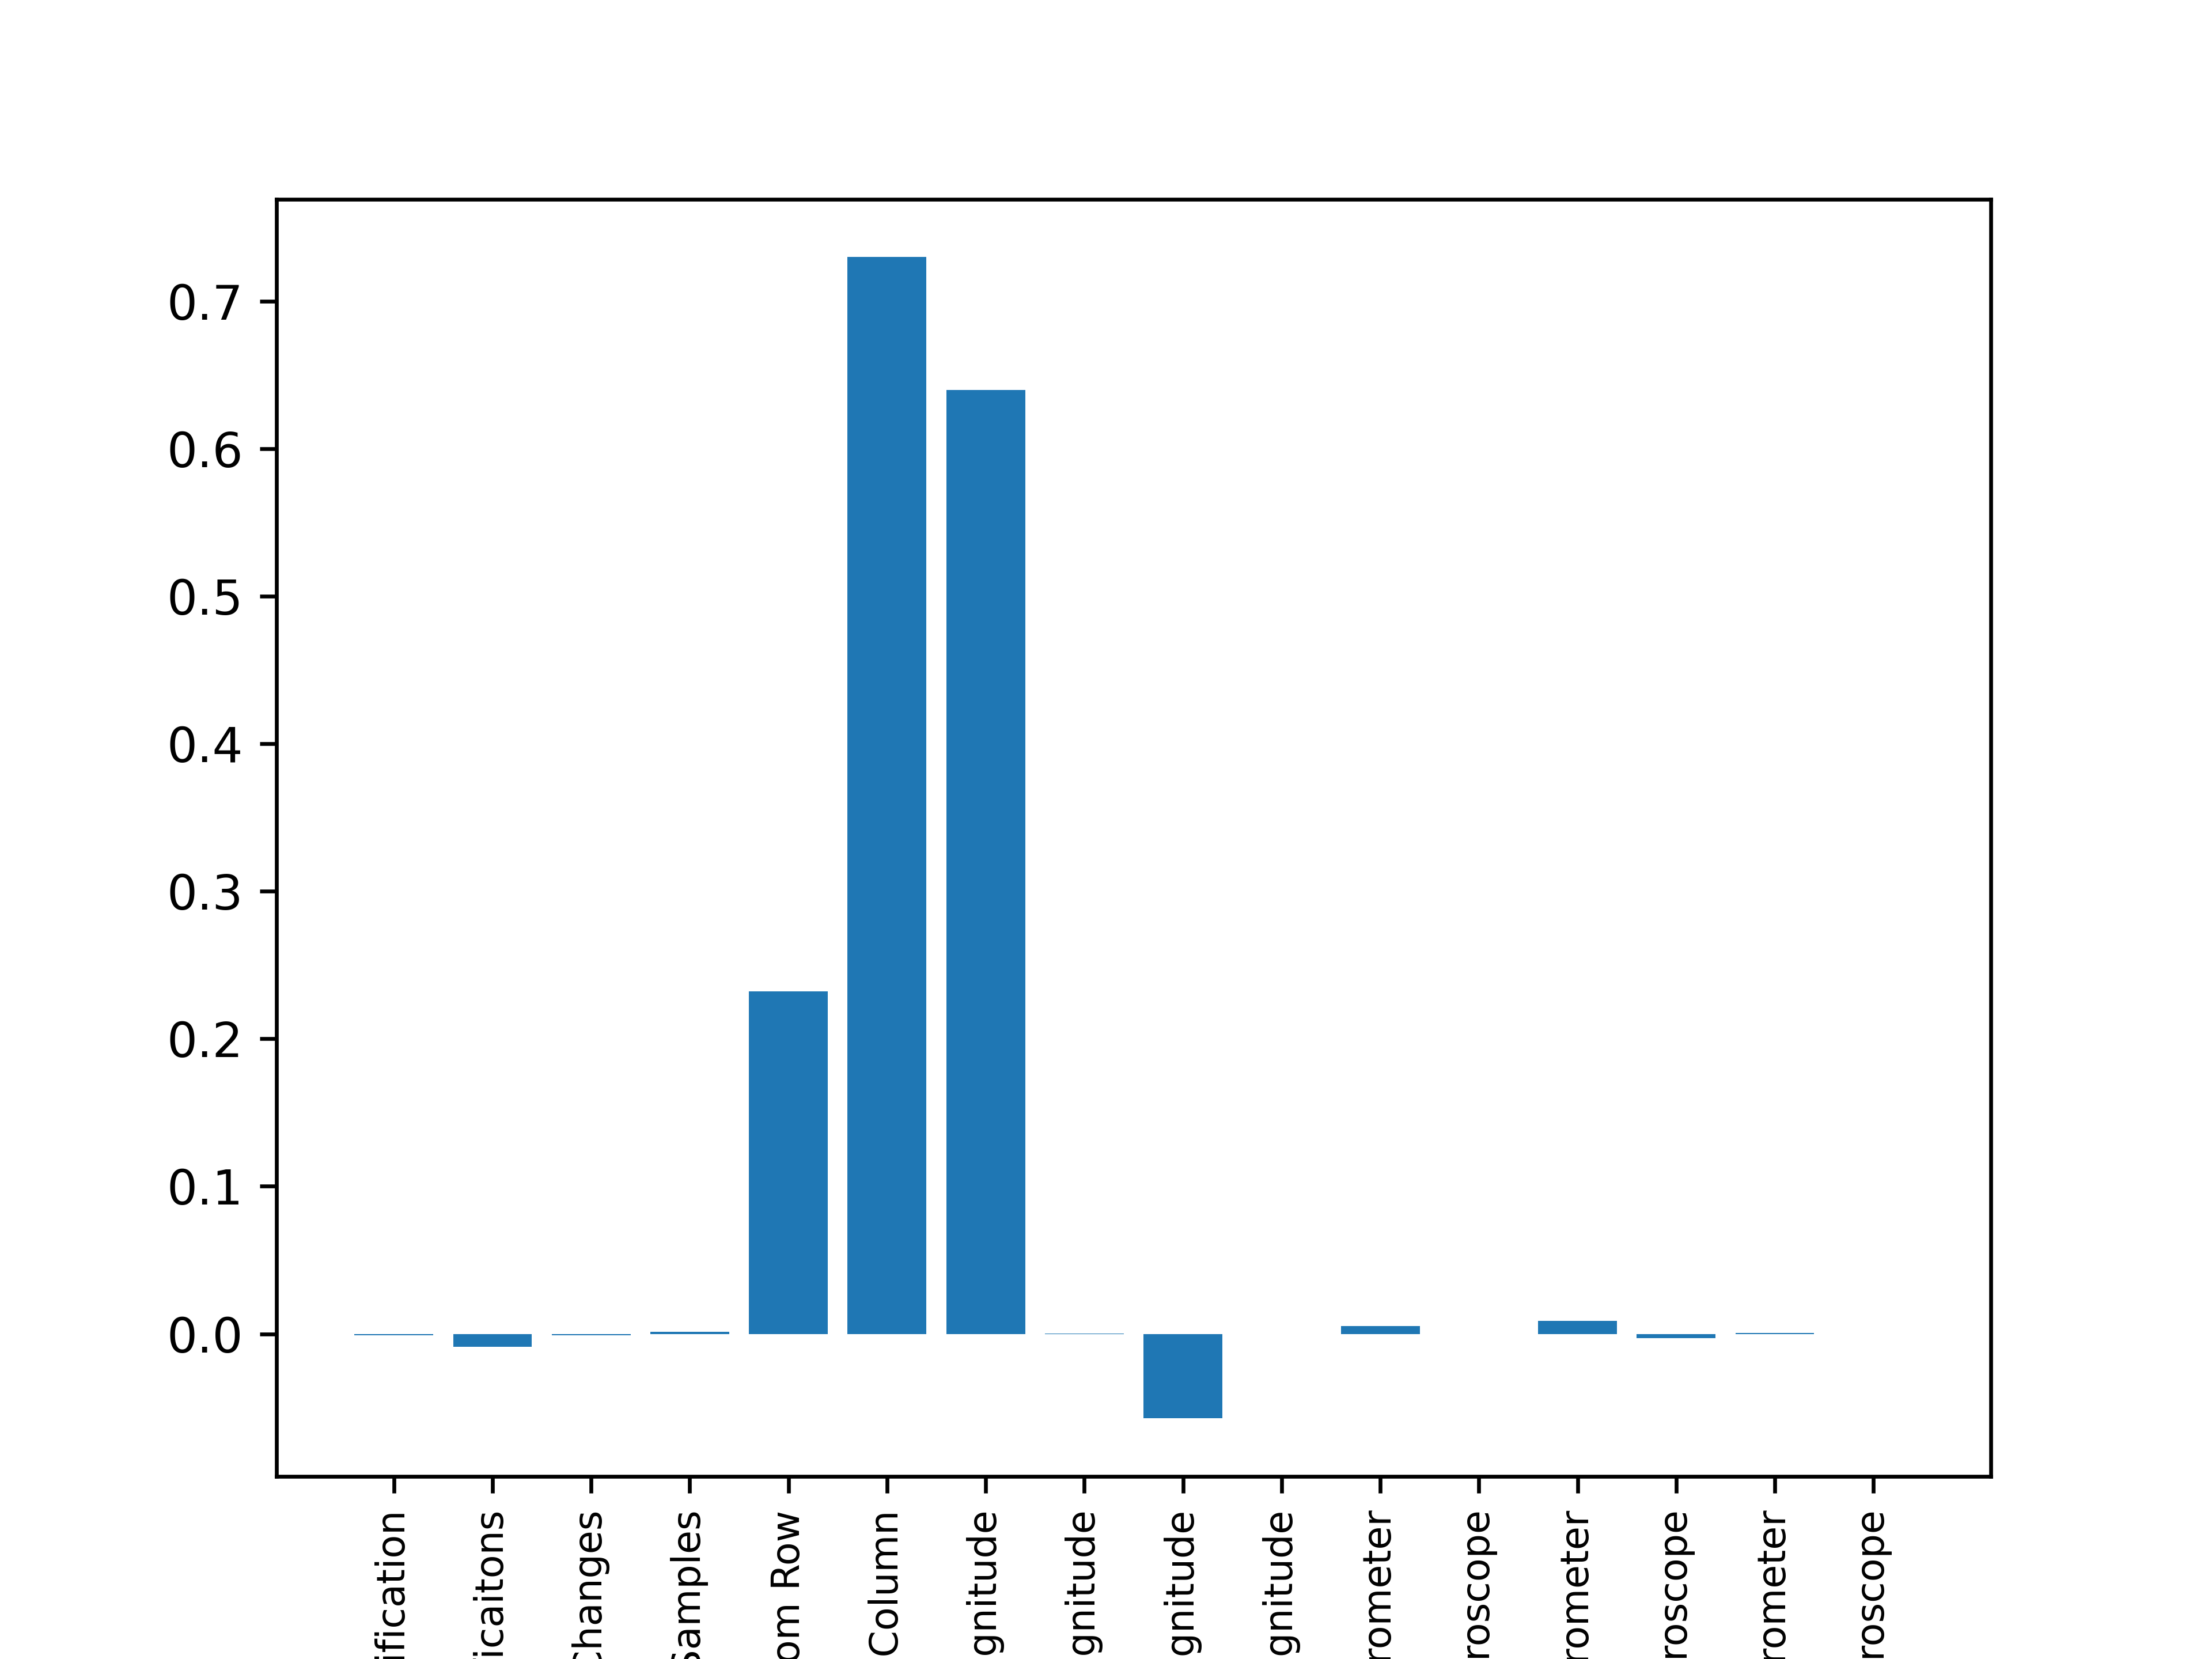 0.7
0.6
0.5
0.4
0.3
0.2
0.1
0.0
ification
icaitons
Changes
Samples
om Row
Column
gnitude
gnitude
gnitude
gnitude
rometer
roscope
rometer
roscope
rometer
roscope